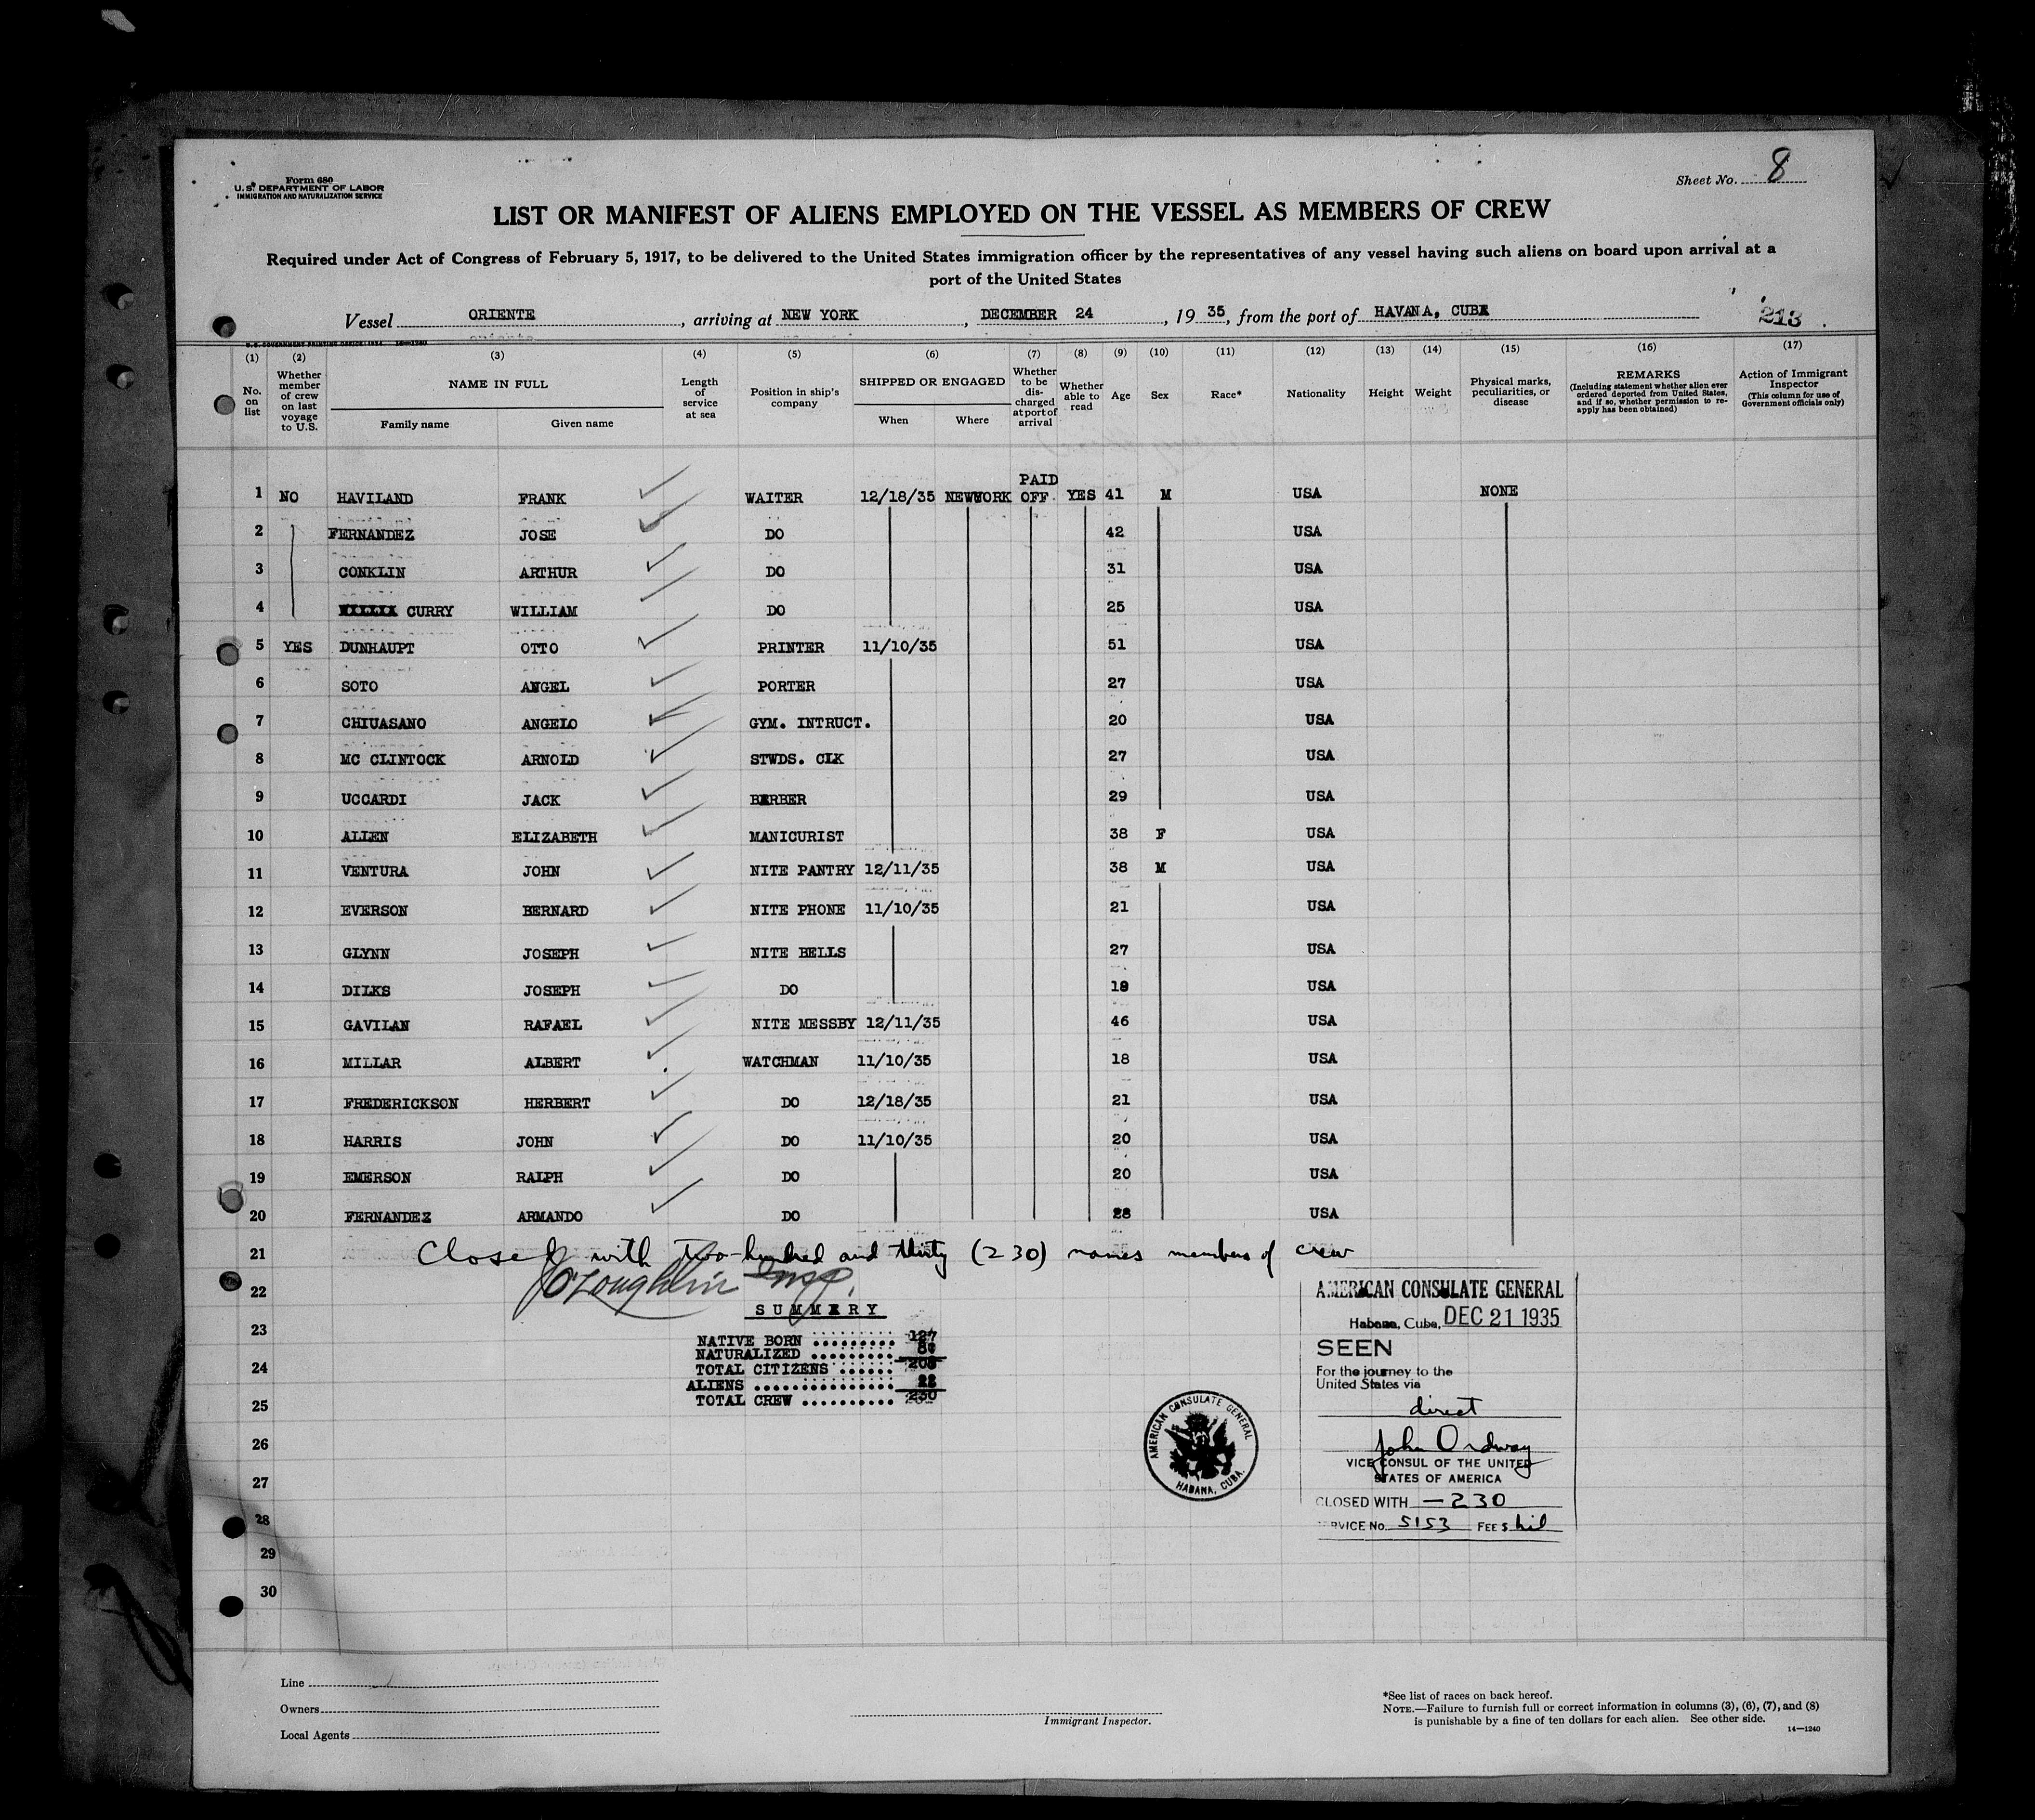 Form 680
U. S. DEPARTMENT OF LABOR
IMMIGRATION AND NATURALIZATION SERVICE
Sheet No. 8
LIST OR MANIFEST OF ALIENS EMPLOYED ON THE VESSEL AS MEMBERS OF CREW
Required under Act of Congress of February 5, 1917, to be delivered to the United States immigration officer by the representatives of any vessel having such aliens on board upon arrival at a
port of the United States
Vessel ORIENTE, arriving at NEW YORK, DECEMBER 24, 19 35, from the port of HAVANA, CUBA
213
(1) (2) (3) (4) (5) (6) (7) (8) (9) (10) (11) (12) (13) (14) (15) (16) (17)
No. on list
Whether member of crew on last voyage to U.S.
NAME IN FULL
Family name Given name
Length of service at sea
Position in ship's company
SHIPPED OR ENGAGED
When Where
Whether to be discharged at port of arrival
Whether able to read
Age
Sex
Race*
Nationality
Height
Weight
Physical marks, peculiarities, or disease
REMARKS
(Including statement whether alien ever ordered deported from United States, and if so, whether permission to reapply has been obtained)
Action of Immigrant Inspector
(This column for use of Government officials only)
1 NO HAVILAND FRANK WAITER 12/18/35 NEWYORK PAID OFF. YES 41 M USA NONE
2 FERNANDEZ JOSE DO 42 USA
3 CONKLIN ARTHUR DO 31 USA
4 CURRY WILLIAM DO 25 USA
5 YES DUNHAUPT OTTO PRINTER 11/10/35 51 USA
6 SOTO ANGEL PORTER 27 USA
7 CHIUASANO ANGELO GYM. INTRUCT. 20 USA
8 MC CLINTOCK ARNOLD STWDS. CLK 27 USA
9 UCCARDI JACK BARBER 29 USA
10 ALLEN ELIZABETH MANICURIST 38 F USA
11 VENTURA JOHN NITE PANTRY 12/11/35 38 M USA
12 EVERSON BERNARD NITE PHONE 11/10/35 21 USA
13 GLYNN JOSEPH NITE BELLS 27 USA
14 DILKS JOSEPH DO 19 USA
15 GAVILAN RAFAEL NITE MESSBY 12/11/35 46 USA
16 MILLAR ALBERT WATCHMAN 11/10/35 18 USA
17 FREDERICKSON HERBERT DO 12/18/35 21 USA
18 HARRIS JOHN DO 11/10/35 20 USA
19 EMERSON RALPH DO 20 USA
20 FERNANDEZ ARMANDO DO 28 USA
21 Closed with two-hundred and thirty (230) names members of crew
O'Loughlin Insp.
22
SUMMARY
23
NATIVE BORN ......... 127
NATURALIZED .........
24
TOTAL CITIZENS ...... 208
ALIENS ............... 22
25
TOTAL CREW .......... 230
26
27
28
29
30
AMERICAN CONSULATE GENERAL
Habana, Cuba, DEC 21 1935
SEEN
For the journey to the
United States via
direct
John Ordway
VICE CONSUL OF THE UNITED
STATES OF AMERICA
CLOSED WITH — 230
SERVICE No. 5153 FEE $ nil
AMERICAN CONSULATE GENERAL
HABANA, CUBA.
Line
Owners
Local Agents
Immigrant Inspector.
*See list of races on back hereof.
NOTE.—Failure to furnish full or correct information in columns (3), (6), (7), and (8)
is punishable by a fine of ten dollars for each alien. See other side.
14—1240